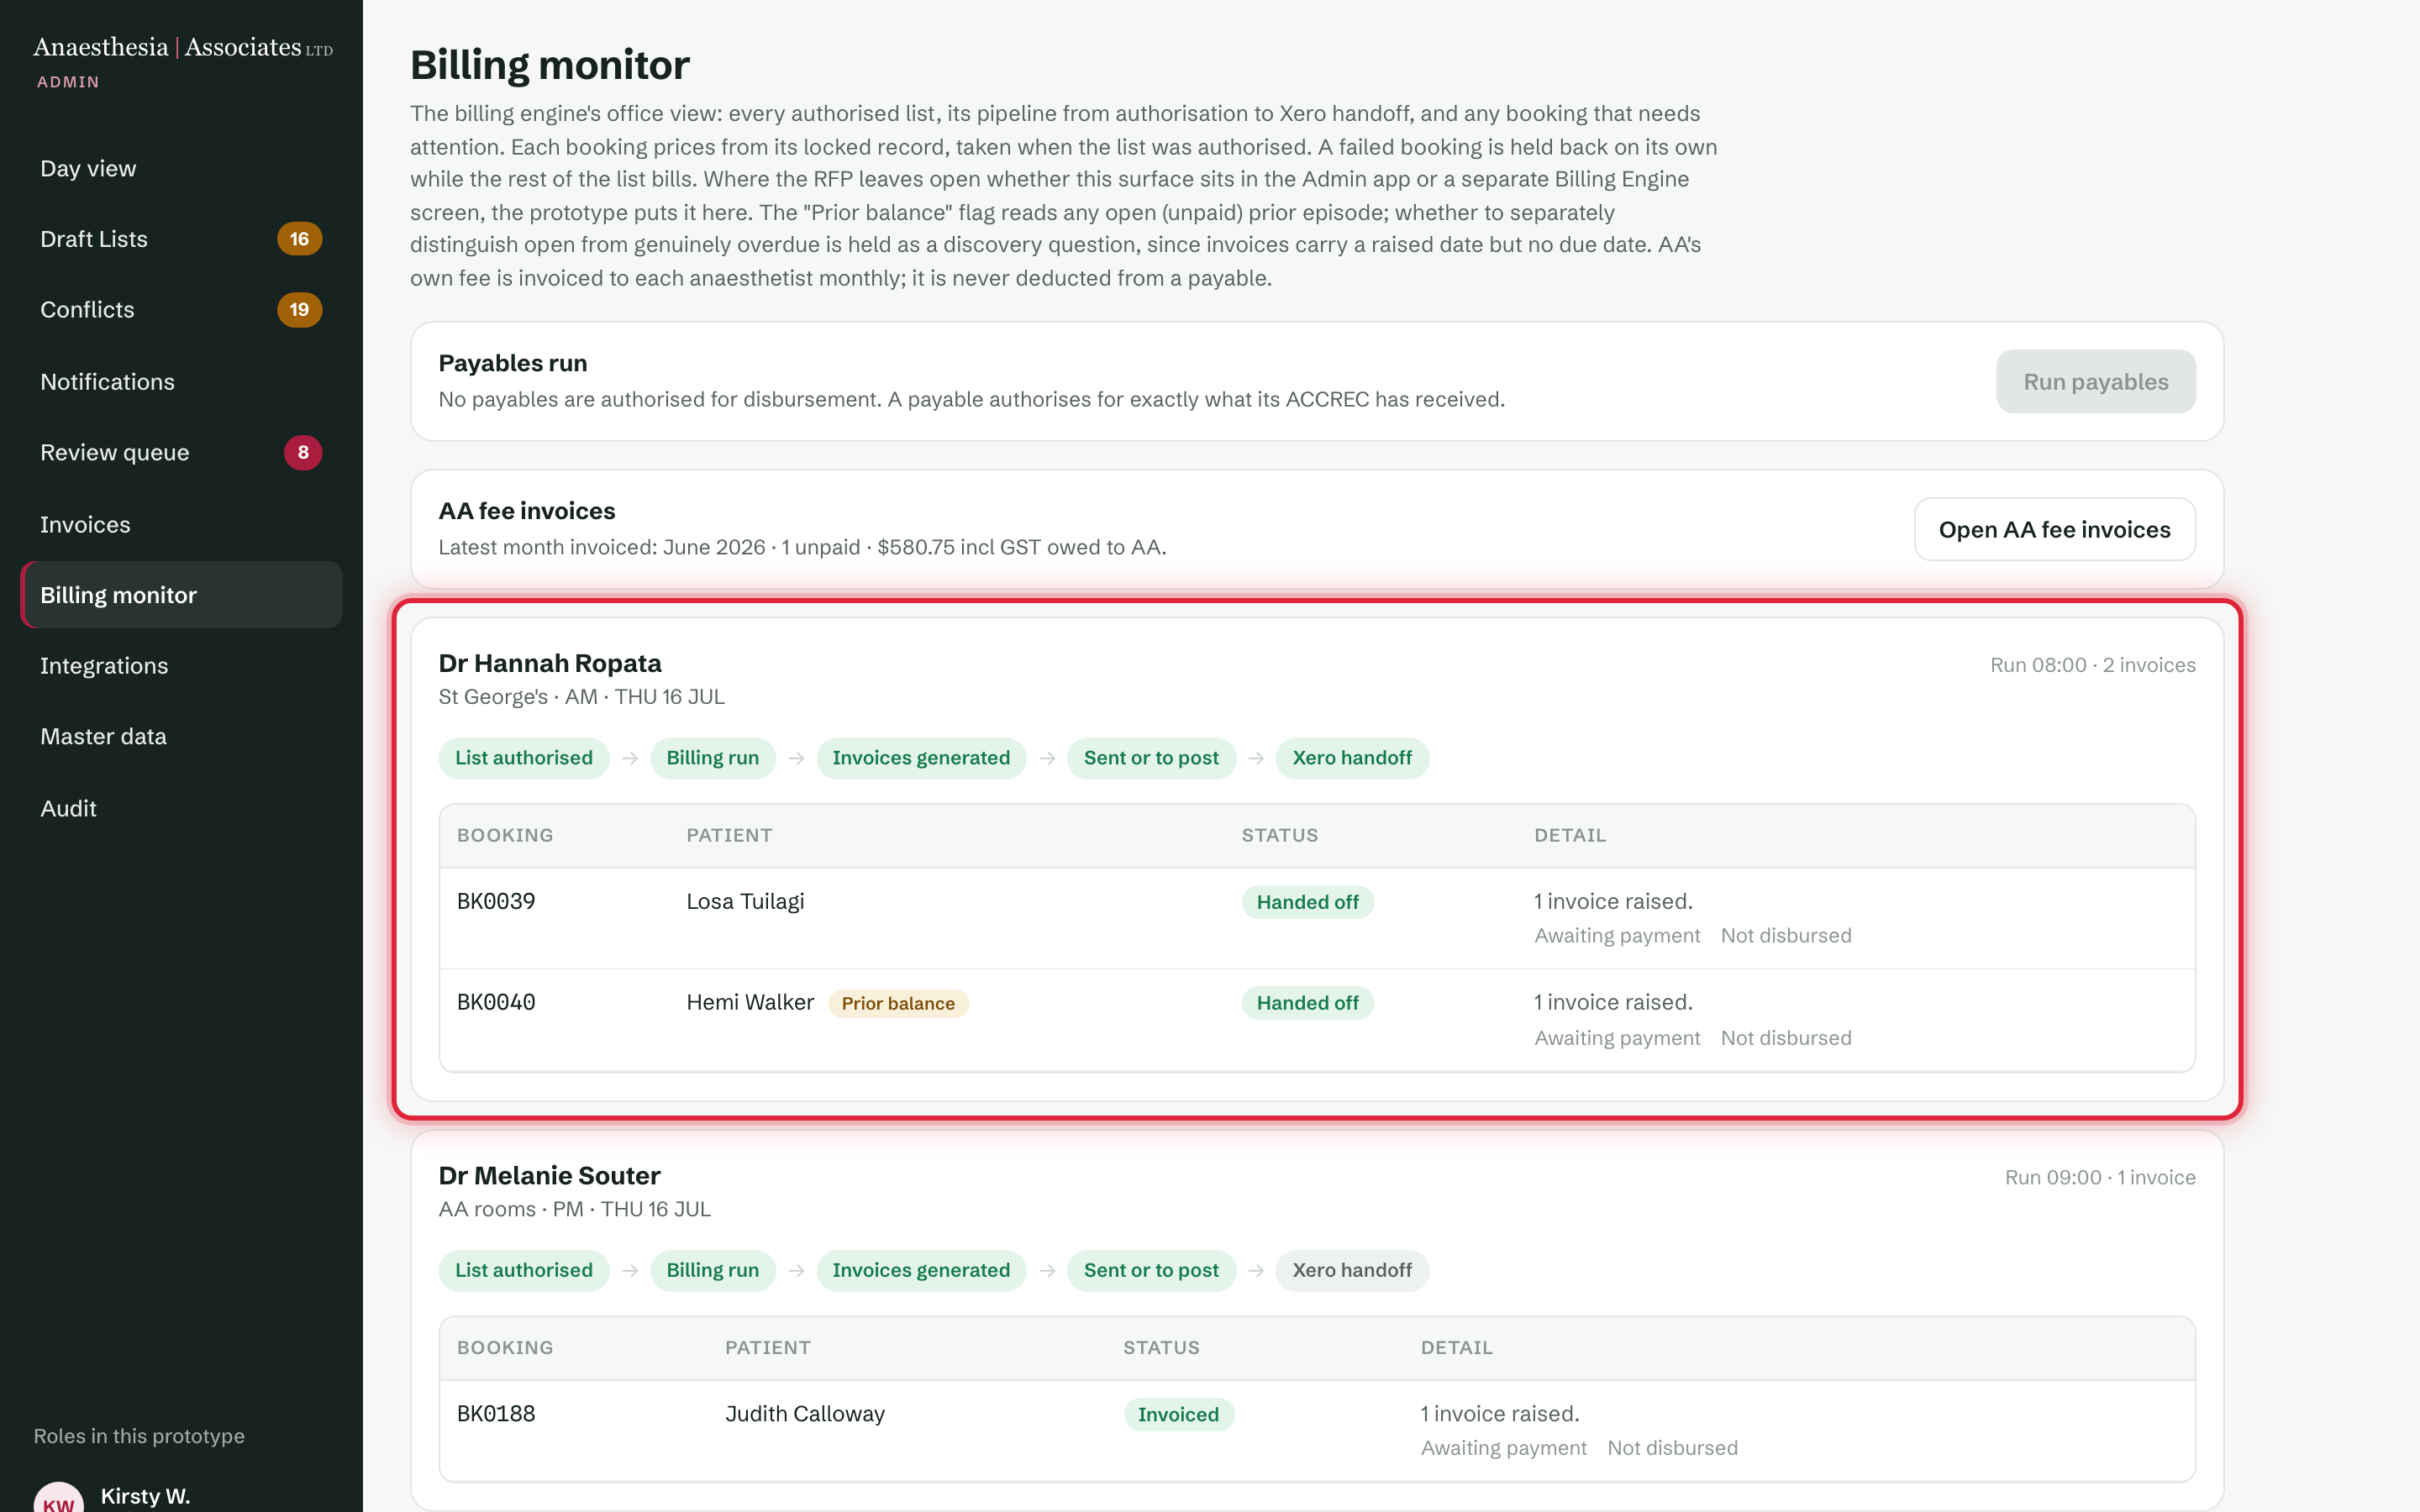 Anaesthesia | Associates LTD
ADMIN
Day view
Draft Lists 16
Conflicts 19
Notifications
Review queue 8
Invoices
Billing monitor
Integrations
Master data
Audit
Roles in this prototype
KW Kirsty W.
Billing monitor
The billing engine's office view: every authorised list, its pipeline from authorisation to Xero handoff, and any booking that needs
attention. Each booking prices from its locked record, taken when the list was authorised. A failed booking is held back on its own
while the rest of the list bills. Where the RFP leaves open whether this surface sits in the Admin app or a separate Billing Engine
screen, the prototype puts it here. The "Prior balance" flag reads any open (unpaid) prior episode; whether to separately
distinguish open from genuinely overdue is held as a discovery question, since invoices carry a raised date but no due date. AA's
own fee is invoiced to each anaesthetist monthly; it is never deducted from a payable.
Payables run
No payables are authorised for disbursement. A payable authorises for exactly what its ACCREC has received.
Run payables
AA fee invoices
Latest month invoiced: June 2026 · 1 unpaid · $580.75 incl GST owed to AA.
Open AA fee invoices
Dr Hannah Ropata
Run 08:00 · 2 invoices
St George's · AM · THU 16 JUL
List authorised → Billing run → Invoices generated → Sent or to post → Xero handoff
BOOKING PATIENT STATUS DETAIL
BK0039 Losa Tuilagi Handed off 1 invoice raised.
Awaiting payment Not disbursed
BK0040 Hemi Walker Prior balance Handed off 1 invoice raised.
Awaiting payment Not disbursed
Dr Melanie Souter
Run 09:00 · 1 invoice
AA rooms · PM · THU 16 JUL
List authorised → Billing run → Invoices generated → Sent or to post → Xero handoff
BOOKING PATIENT STATUS DETAIL
BK0188 Judith Calloway Invoiced 1 invoice raised.
Awaiting payment Not disbursed